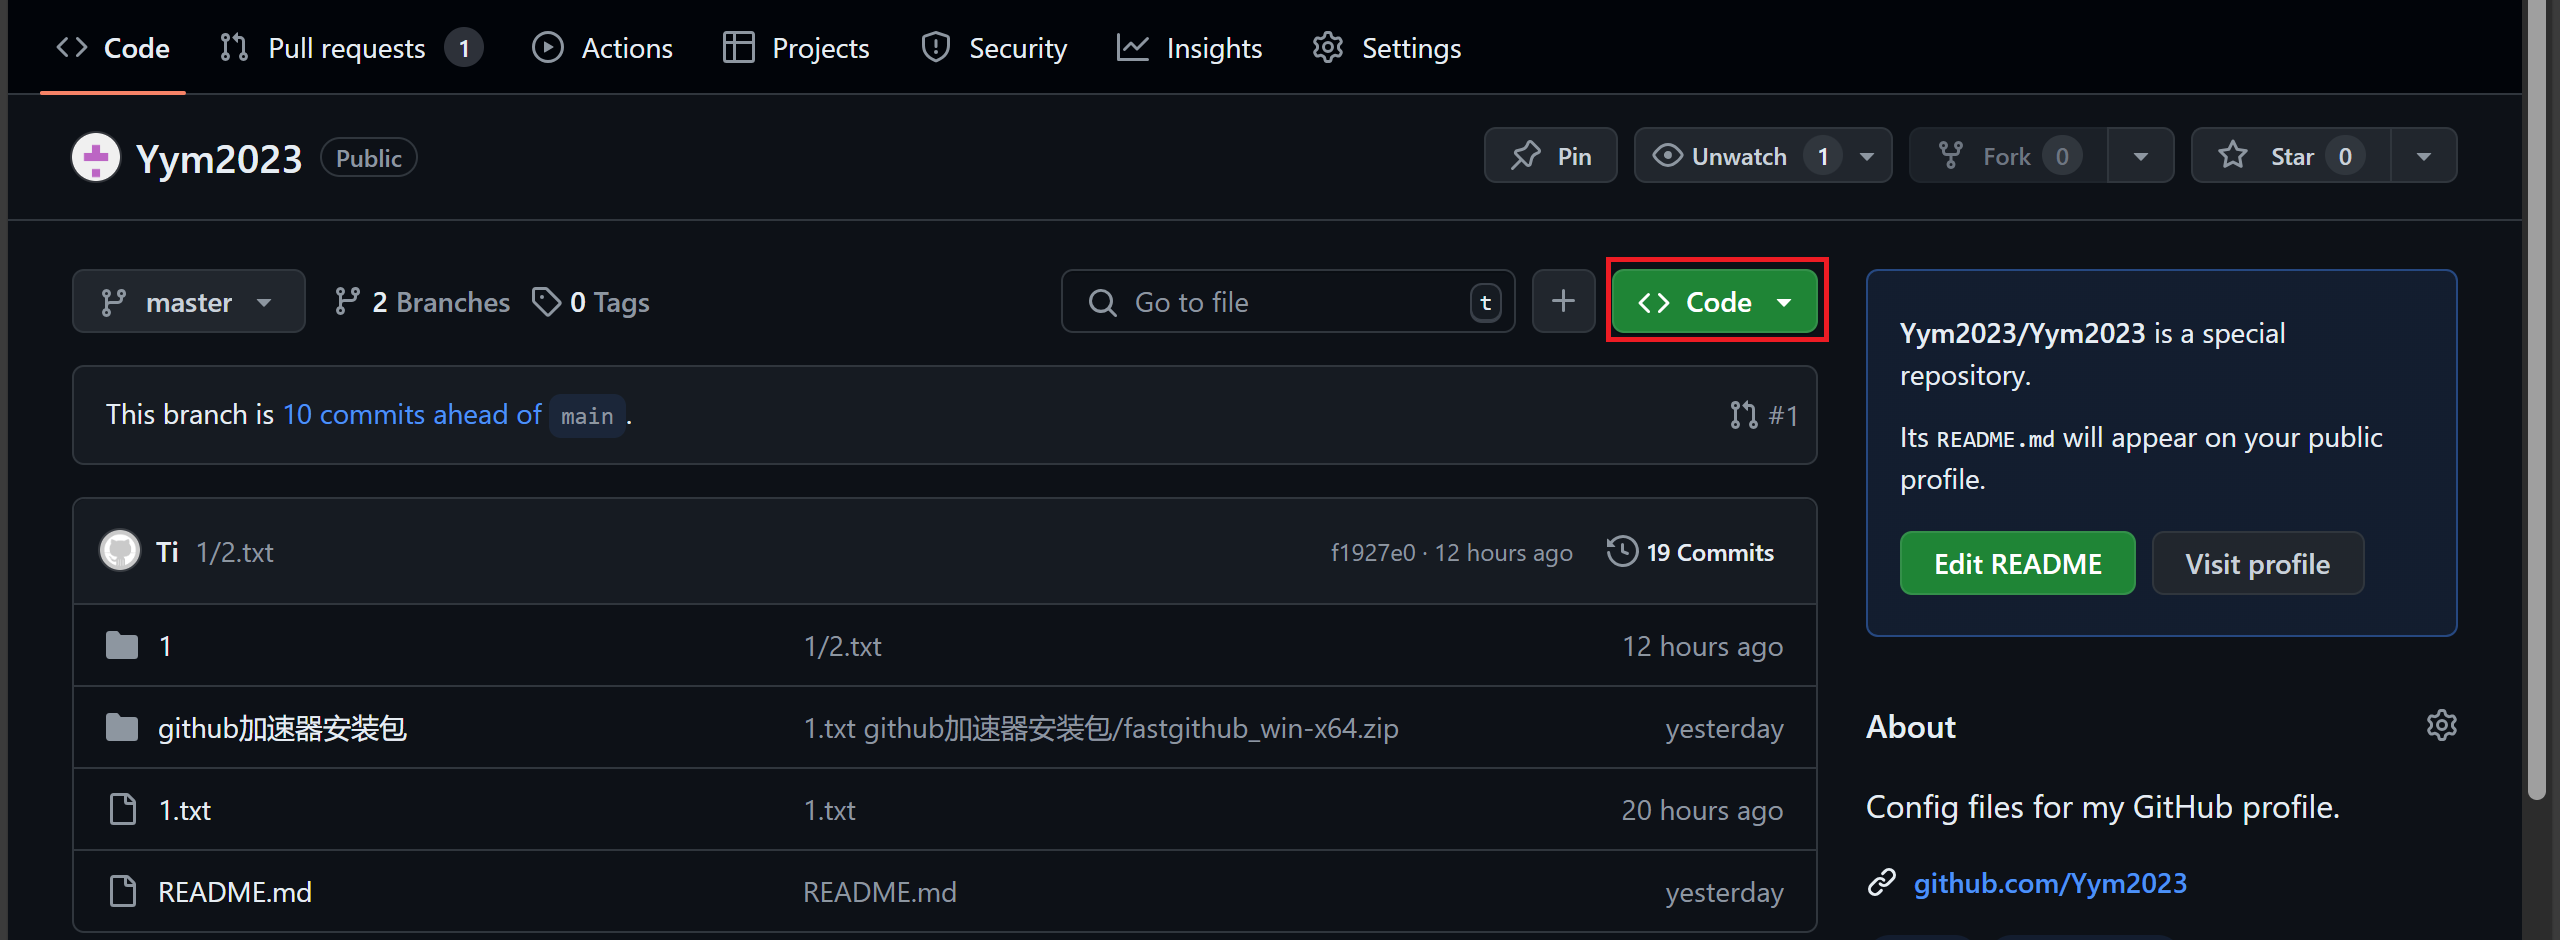 Code Pull requests 1 Actions Projects Security Insights Settings
Yym2023 Public Pin Unwatch 1 Fork 0 Star 0
master 2 Branches 0 Tags Go to file t Code
This branch is 10 commits ahead of main . #1
Ti 1/2.txt f1927e0 · 12 hours ago 19 Commits
1 1/2.txt 12 hours ago
github加速器安装包 1.txt github加速器安装包/fastgithub_win-x64.zip yesterday
1.txt 1.txt 20 hours ago
README.md README.md yesterday
Yym2023/Yym2023 is a special
repository.
Its README.md will appear on your public
profile.
Edit README Visit profile
About
Config files for my GitHub profile.
github.com/Yym2023